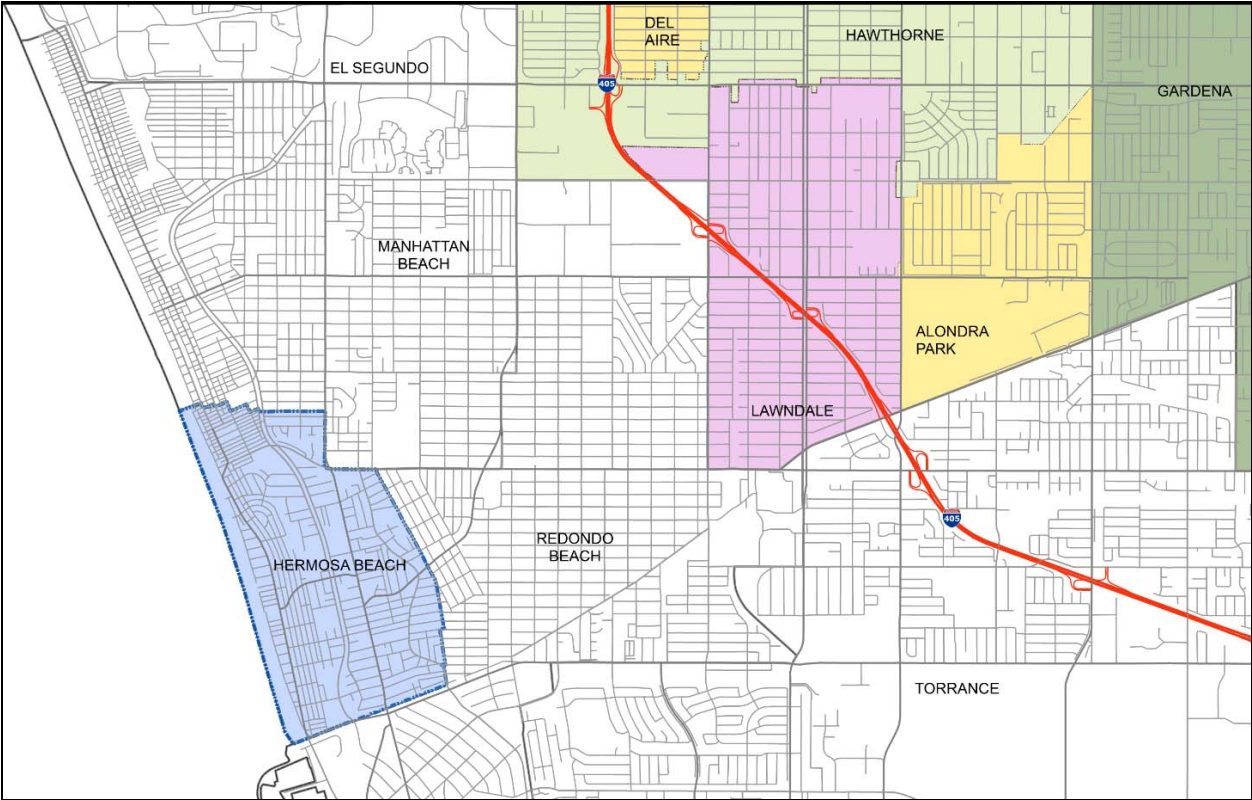 DEL
AIRE
HAWTHORNE
EL SEGUNDO
405
GARDENA
MANHATTAN
BEACH
ALONDRA
PARK
LAWNDALE
405
REDONDO
BEACH
HERMOSA BEACH
TORRANCE